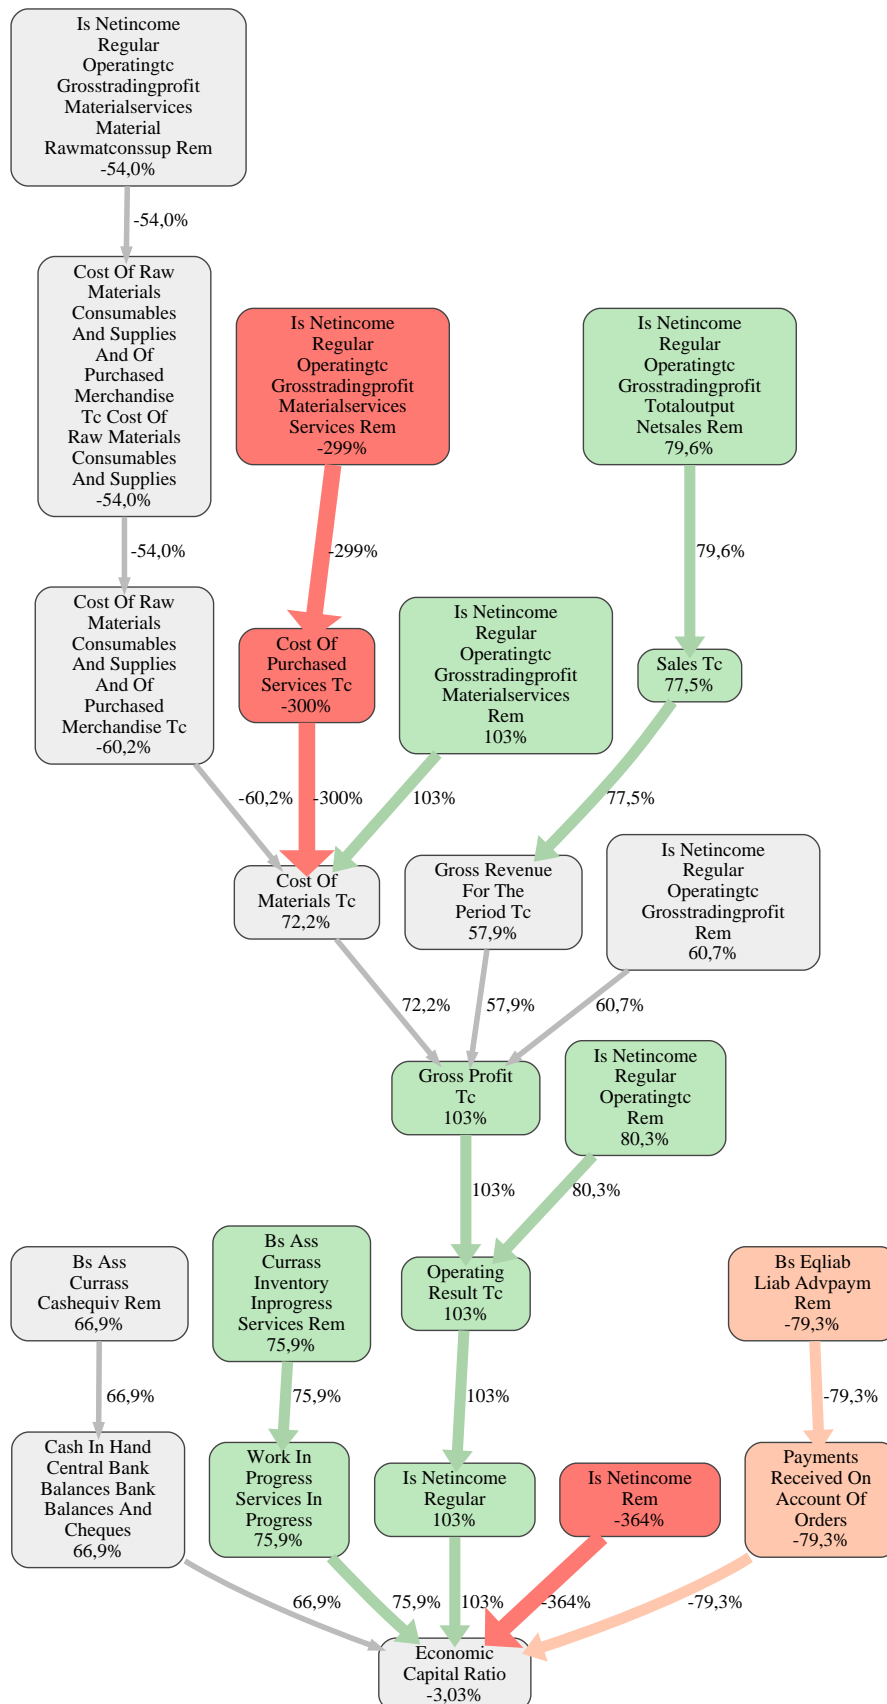 Is Netincome
Regular
Operatingtc
Grosstradingprofit
Materialservices
Material
Rawmatconssup Rem
-54,0%
-54,0%
Cost Of Raw
Materials
Consumables
And Supplies
And Of
Purchased
Merchandise
Tc Cost Of
Raw Materials
Consumables
And Supplies
-54,0%
Is Netincome
Regular
Operatingtc
Grosstradingprofit
Materialservices
Services Rem
-299%
Is Netincome
Regular
Operatingtc
Grosstradingprofit
Totaloutput
Netsales Rem
79,6%
-54,0%
-299%
79,6%
Cost Of Raw
Materials
Consumables
And Supplies
And Of
Purchased
Merchandise Tc
-60,2%
Cost Of
Purchased
Services Tc
-300%
Is Netincome
Regular
Operatingtc
Grosstradingprofit
Materialservices
Rem
103%
Sales Tc
77,5%
-60,2%
-300%
103%
77,5%
Cost Of
Materials Tc
72,2%
Gross Revenue
For The
Period Tc
57,9%
Is Netincome
Regular
Operatingtc
Grosstradingprofit
Rem
60,7%
72,2%
57,9%
60,7%
Gross Profit
Tc
103%
Is Netincome
Regular
Operatingtc
Rem
80,3%
103%
80,3%
Bs Ass
Currass
Cashequiv Rem
66,9%
Bs Ass
Currass
Inventory
Inprogress
Services Rem
75,9%
Operating
Result Tc
103%
Bs Eqliab
Liab Advpaym
Rem
-79,3%
66,9%
75,9%
103%
-79,3%
Cash In Hand
Central Bank
Balances Bank
Balances And
Cheques
66,9%
Work In
Progress
Services In
Progress
75,9%
Is Netincome
Regular
103%
Is Netincome
Rem
-364%
Payments
Received On
Account Of
Orders
-79,3%
66,9%
75,9%
103%
-364%
-79,3%
Economic
Capital Ratio
-3,03%